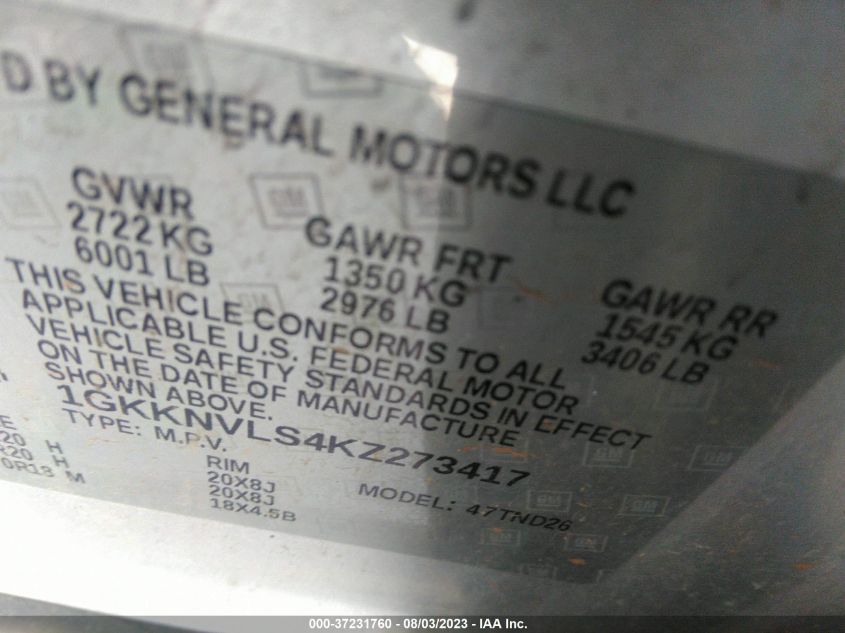 D BY GENERAL MOTORS LLC
GVWR
2722 KG
6001 LB
GAWR FRT
1350 KG
2976 LB
GAWR RR
1545 KG
3406 LB
THIS VEHICLE CONFORMS TO ALL
APPLICABLE U.S. FEDERAL MOTOR
VEHICLE SAFETY STANDARDS IN EFFECT
ON THE DATE OF MANUFACTURE
SHOWN ABOVE.
1GKKNVLS4KZ273417
TYPE: M.P.V.
E
20 H
R20 H
0R18 M
RIM
20X8J
20X8J
18X4.5B
MODEL: 47TND26
000-37231760 - 08/03/2023 - IAA Inc.